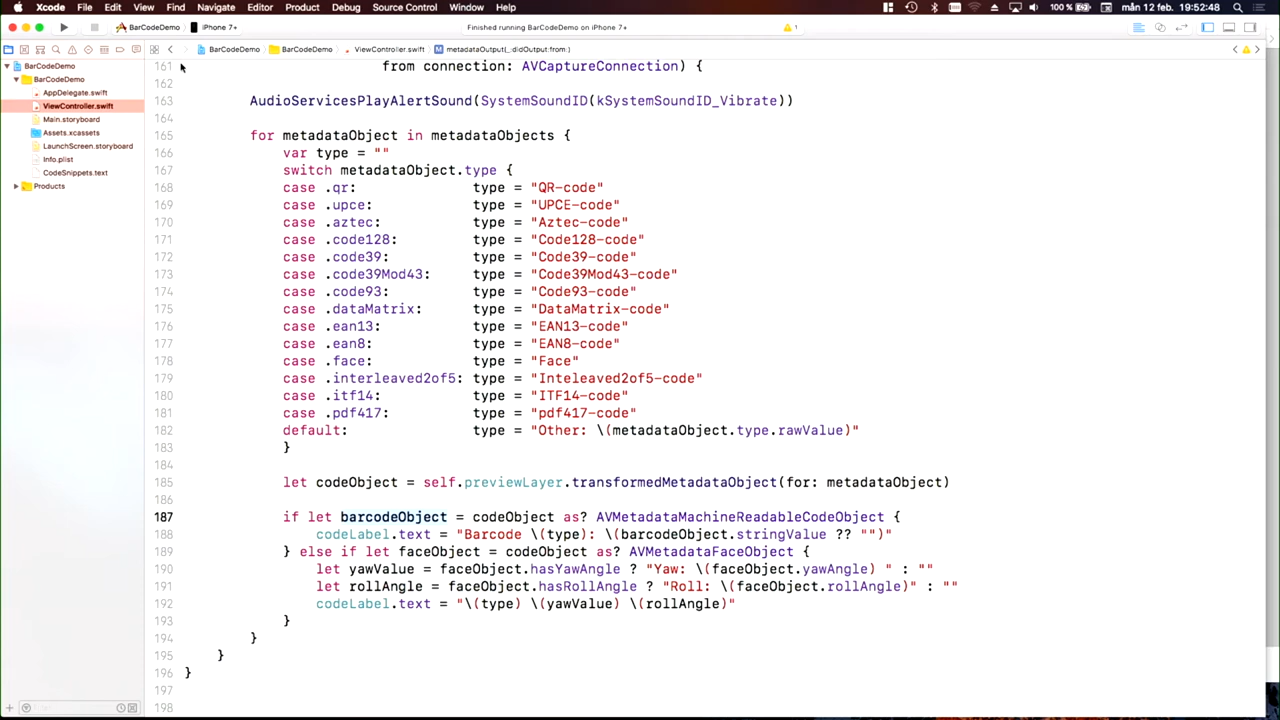 Xcode File Edit View Find Navigate Editor Product Debug Source Control Window Help 100 % mån 12 feb. 19:52:48
BarCodeDemo iPhone 7+ Finished running BarCodeDemo on iPhone 7+ 1
BarCodeDemo BarCodeDemo ViewController.swift metadataOutput(_:didOutput:from:)
BarCodeDemo
BarCodeDemo
AppDelegate.swift
ViewController.swift
Main.storyboard
Assets.xcassets
LaunchScreen.storyboard
Info.plist
CodeSnippets.text
Products
161 from connection: AVCaptureConnection) {
162
163 AudioServicesPlayAlertSound(SystemSoundID(kSystemSoundID_Vibrate))
164
165 for metadataObject in metadataObjects {
166 var type = ""
167 switch metadataObject.type {
168 case .qr: type = "QR-code"
169 case .upce: type = "UPCE-code"
170 case .aztec: type = "Aztec-code"
171 case .code128: type = "Code128-code"
172 case .code39: type = "Code39-code"
173 case .code39Mod43: type = "Code39Mod43-code"
174 case .code93: type = "Code93-code"
175 case .dataMatrix: type = "DataMatrix-code"
176 case .ean13: type = "EAN13-code"
177 case .ean8: type = "EAN8-code"
178 case .face: type = "Face"
179 case .interleaved2of5: type = "Inteleaved2of5-code"
180 case .itf14: type = "ITF14-code"
181 case .pdf417: type = "pdf417-code"
182 default: type = "Other: \(metadataObject.type.rawValue)"
183 }
184
185 let codeObject = self.previewLayer.transformedMetadataObject(for: metadataObject)
186
187 if let barcodeObject = codeObject as? AVMetadataMachineReadableCodeObject {
188 codeLabel.text = "Barcode \(type): \(barcodeObject.stringValue ?? "")"
189 } else if let faceObject = codeObject as? AVMetadataFaceObject {
190 let yawValue = faceObject.hasYawAngle ? "Yaw: \(faceObject.yawAngle) " : ""
191 let rollAngle = faceObject.hasRollAngle ? "Roll: \(faceObject.rollAngle)" : ""
192 codeLabel.text = "\(type) \(yawValue) \(rollAngle)"
193 }
194 }
195 }
196 }
197
198